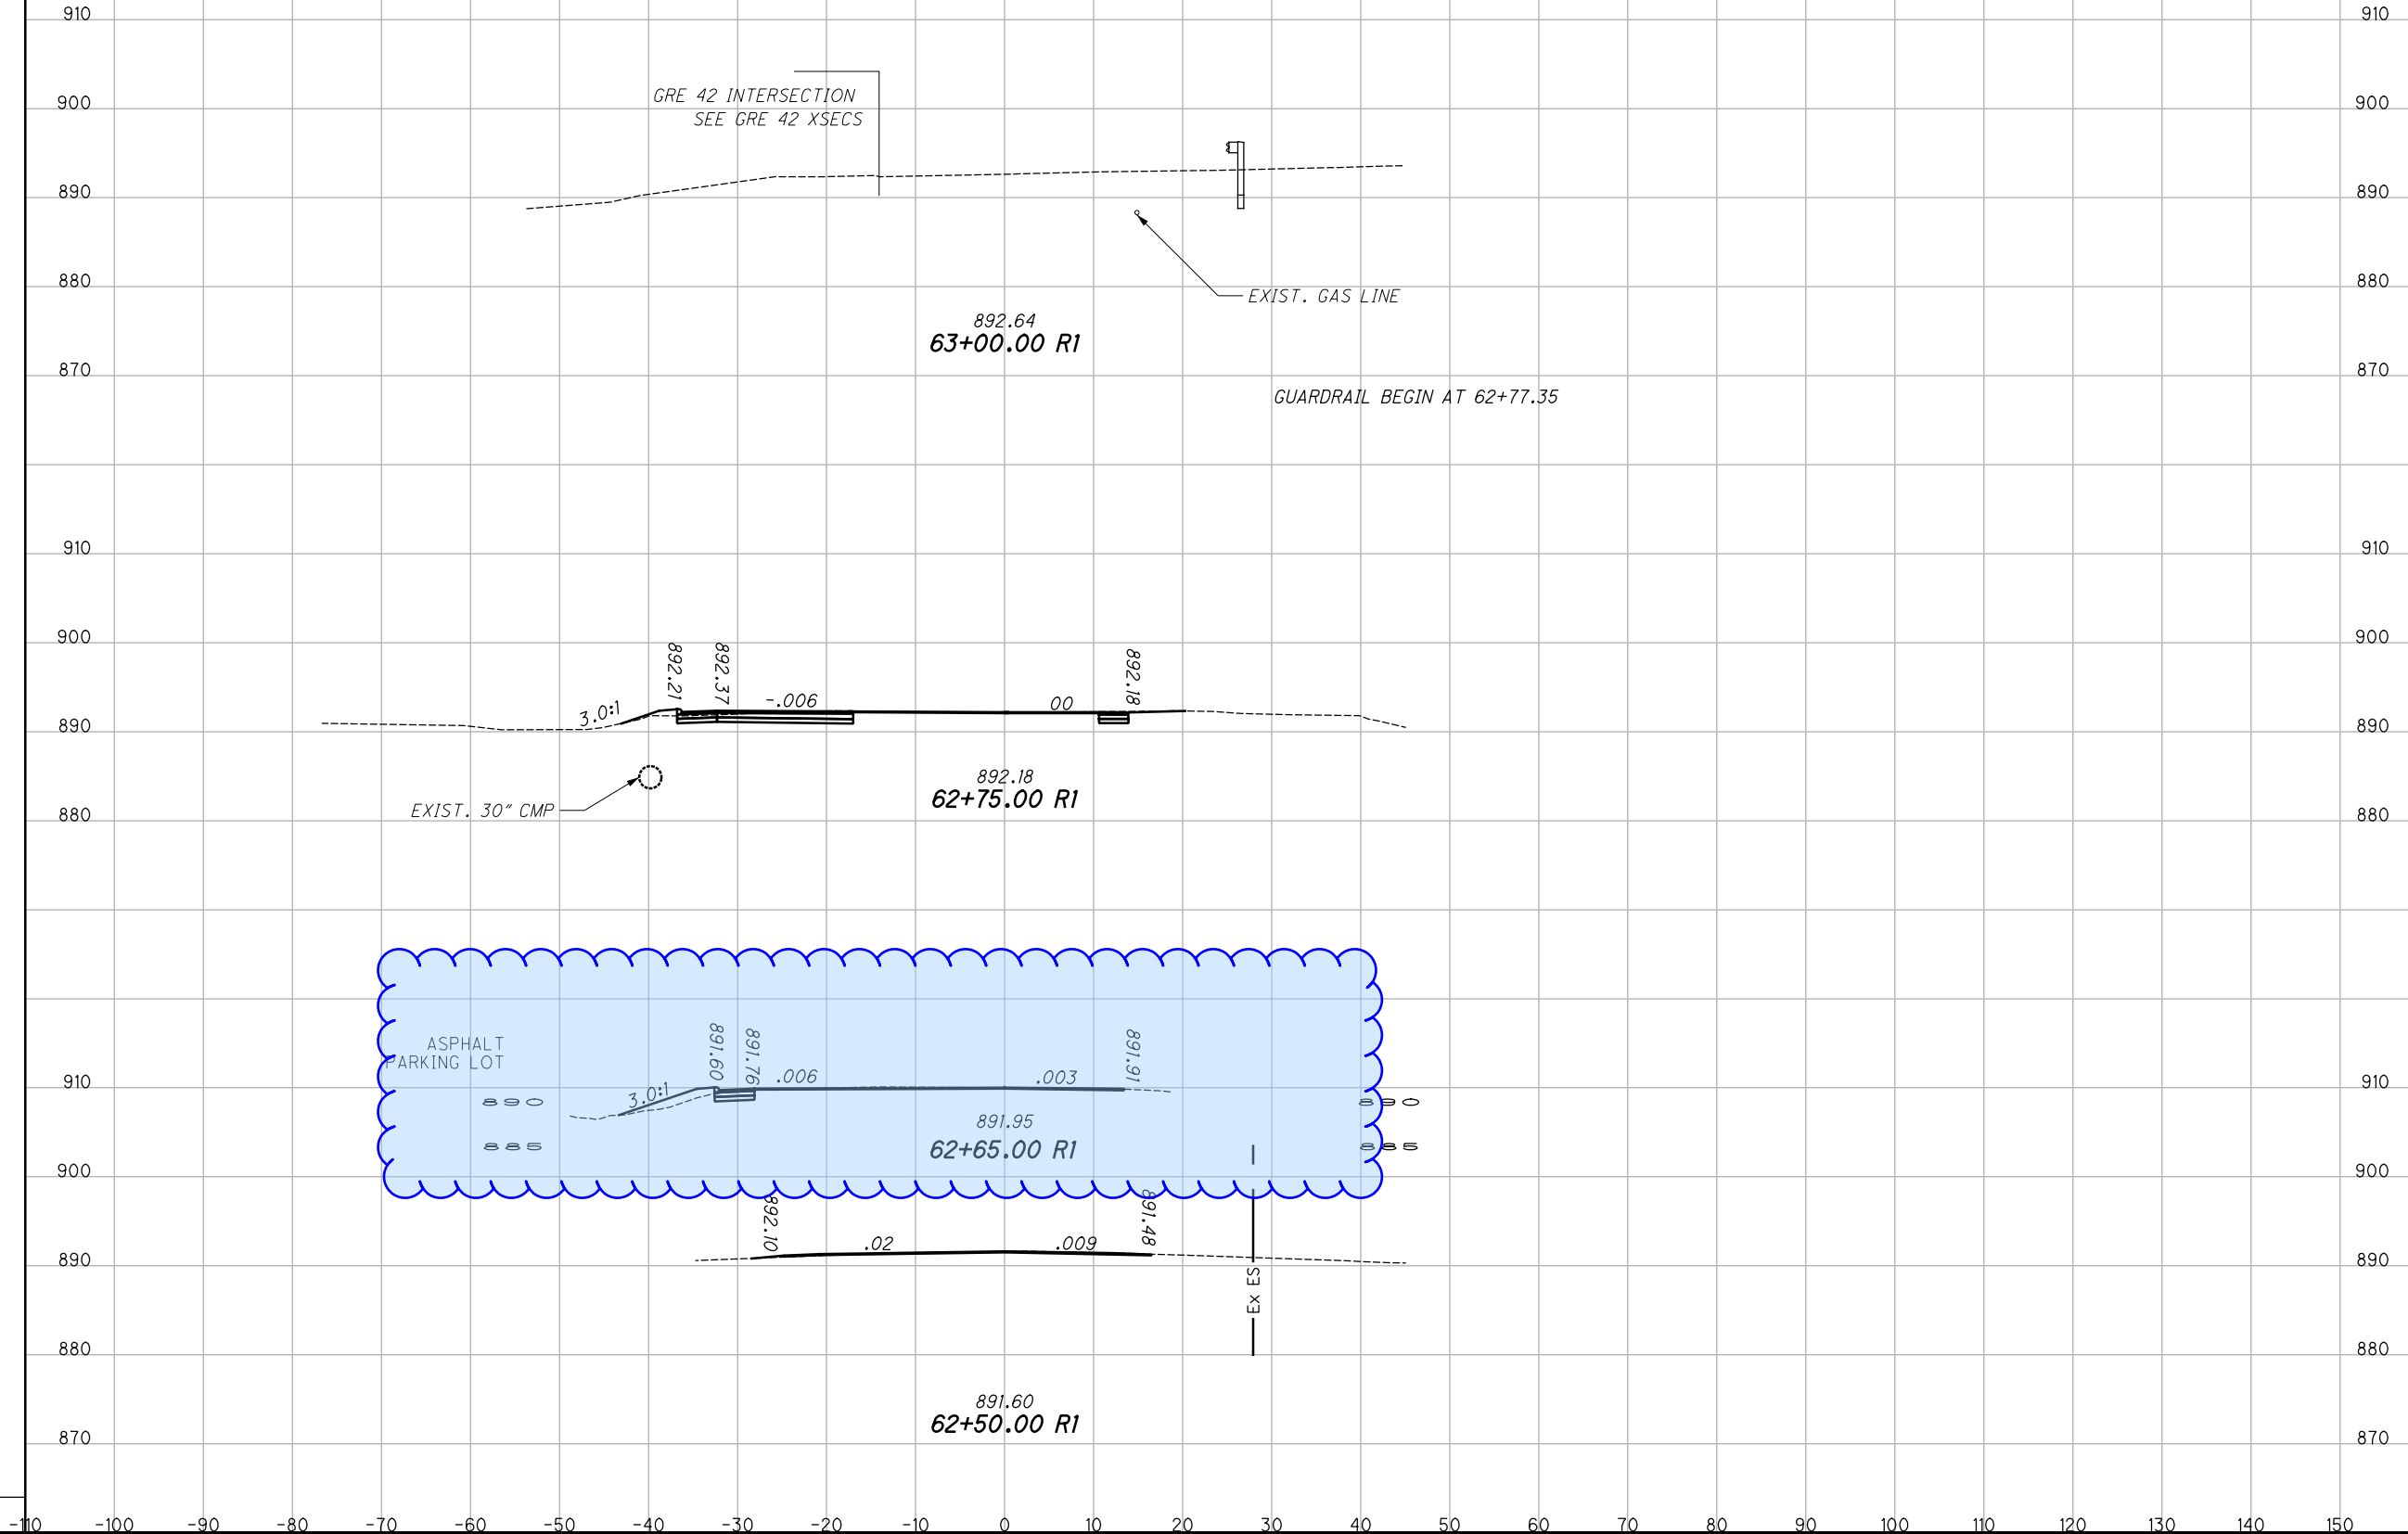 910 910
GRE 42 INTERSECTION
900 900
SEE GRE 42 XSECS
890 890
880 880
EXIST. GAS LINE
892.64
63+00.00 R1
870 870
GUARDRAIL BEGIN AT 62+77.35
910 910
900 900
892.21 892.37 892.18
-.006 00
3.0:1
890 890
892.18
62+75.00 R1
EXIST. 30" CMP
880 880
ASPHALT
PARKING LOT
891.60 891.76 891.91
910 .006 .003 910
3.0:1
890 890
891.95
885 885
62+65.00 R1
900 900
892.10 891.48
.02 .009
890 890
Ex ES
880 880
891.60
62+50.00 R1
870 870
-110 -100 -90 -80 -70 -60 -50 -40 -30 -20 -10 0 10 20 30 40 50 60 70 80 90 100 110 120 130 140 150